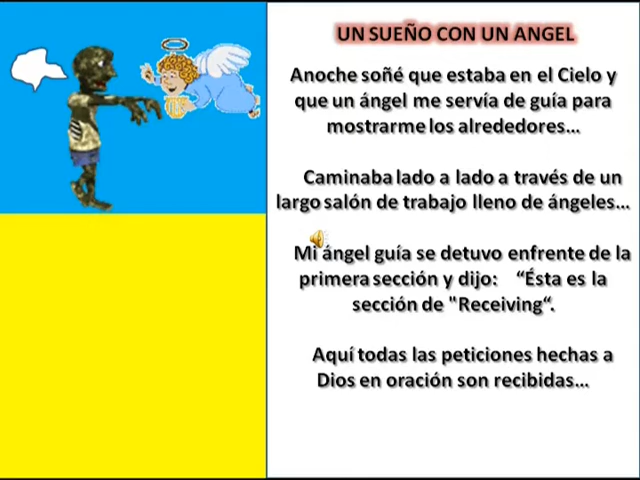 UN SUEÑO CON UN ANGEL
Anoche soñé que estaba en el Cielo y
que un ángel me servía de guía para
mostrarme los alrededores...
Caminaba lado a lado a través de un
largo salón de trabajo lleno de ángeles...
Mi ángel guía se detuvo enfrente de la
primera sección y dijo: “Ésta es la
sección de "Receiving“.
Aquí todas las peticiones hechas a
Dios en oración son recibidas...